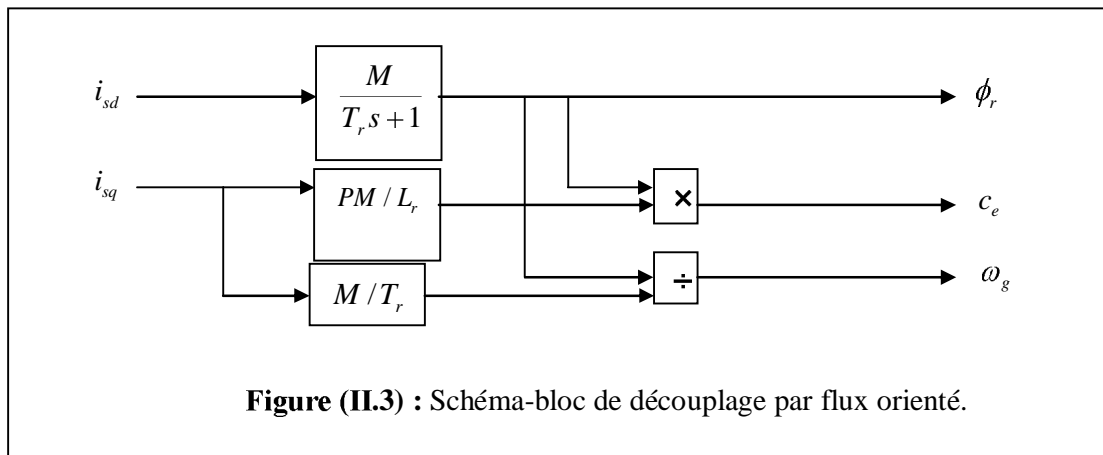 i_sd
M
T_r s + 1
ϕ_r
i_sq
PM / L_r
×
c_e
M / T_r
÷
ω_g
Figure (II.3) : Schéma-bloc de découplage par flux orienté.